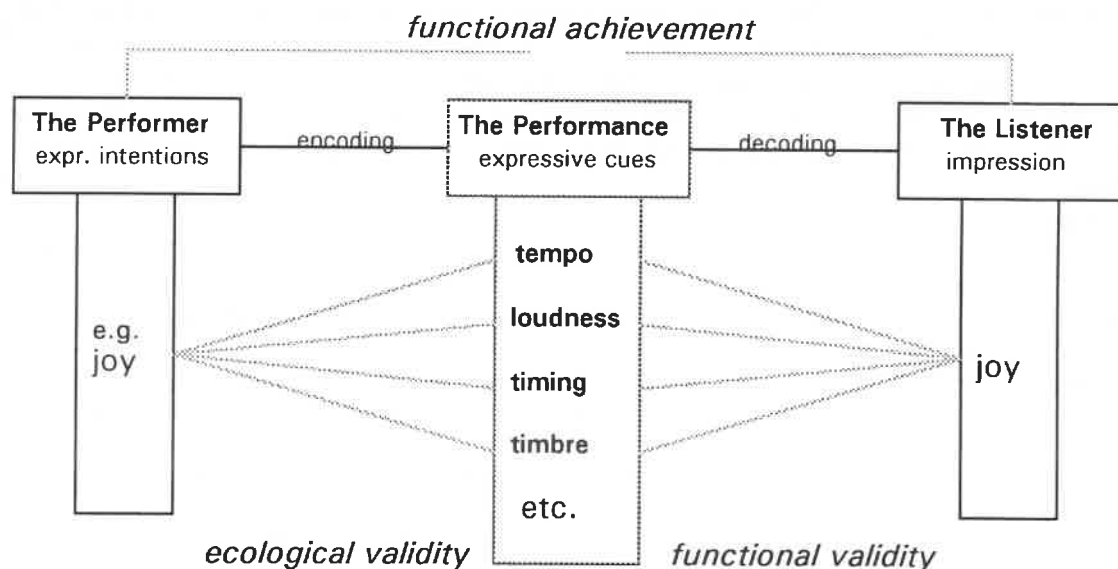 functional achievement
The Performer
expr. intentions
encoding
The Performance
expressive cues
decoding
The Listener
impression
tempo
loudness
timing
timbre
etc.
e.g.
joy
joy
ecological validity
functional validity